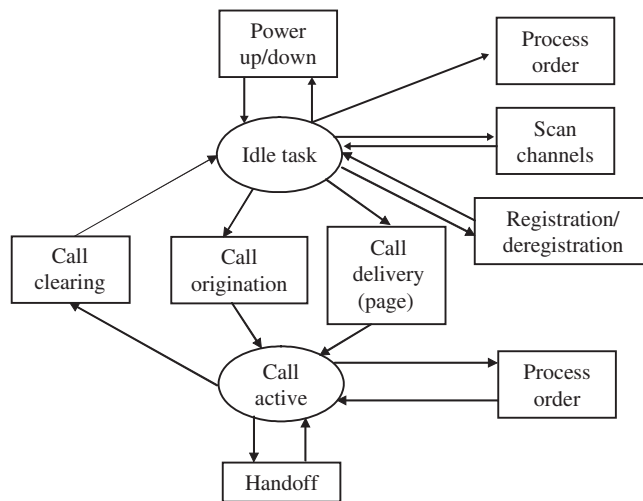 Power
up/down
Process
order
Idle task
Scan
channels
Registration/
deregistration
Call
clearing
Call
origination
Call
delivery
(page)
Call
active
Process
order
Handoff